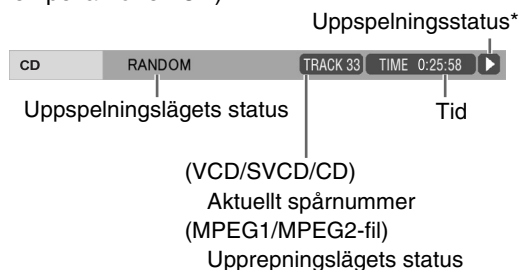 Uppspelningsstatus*
CD RANDOM TRACK 33 TIME 0:25:58
Uppspelningslägets status Tid
(VCD/SVCD/CD)
Aktuellt spårnummer
(MPEG1/MPEG2-fil)
Upprepningslägets status